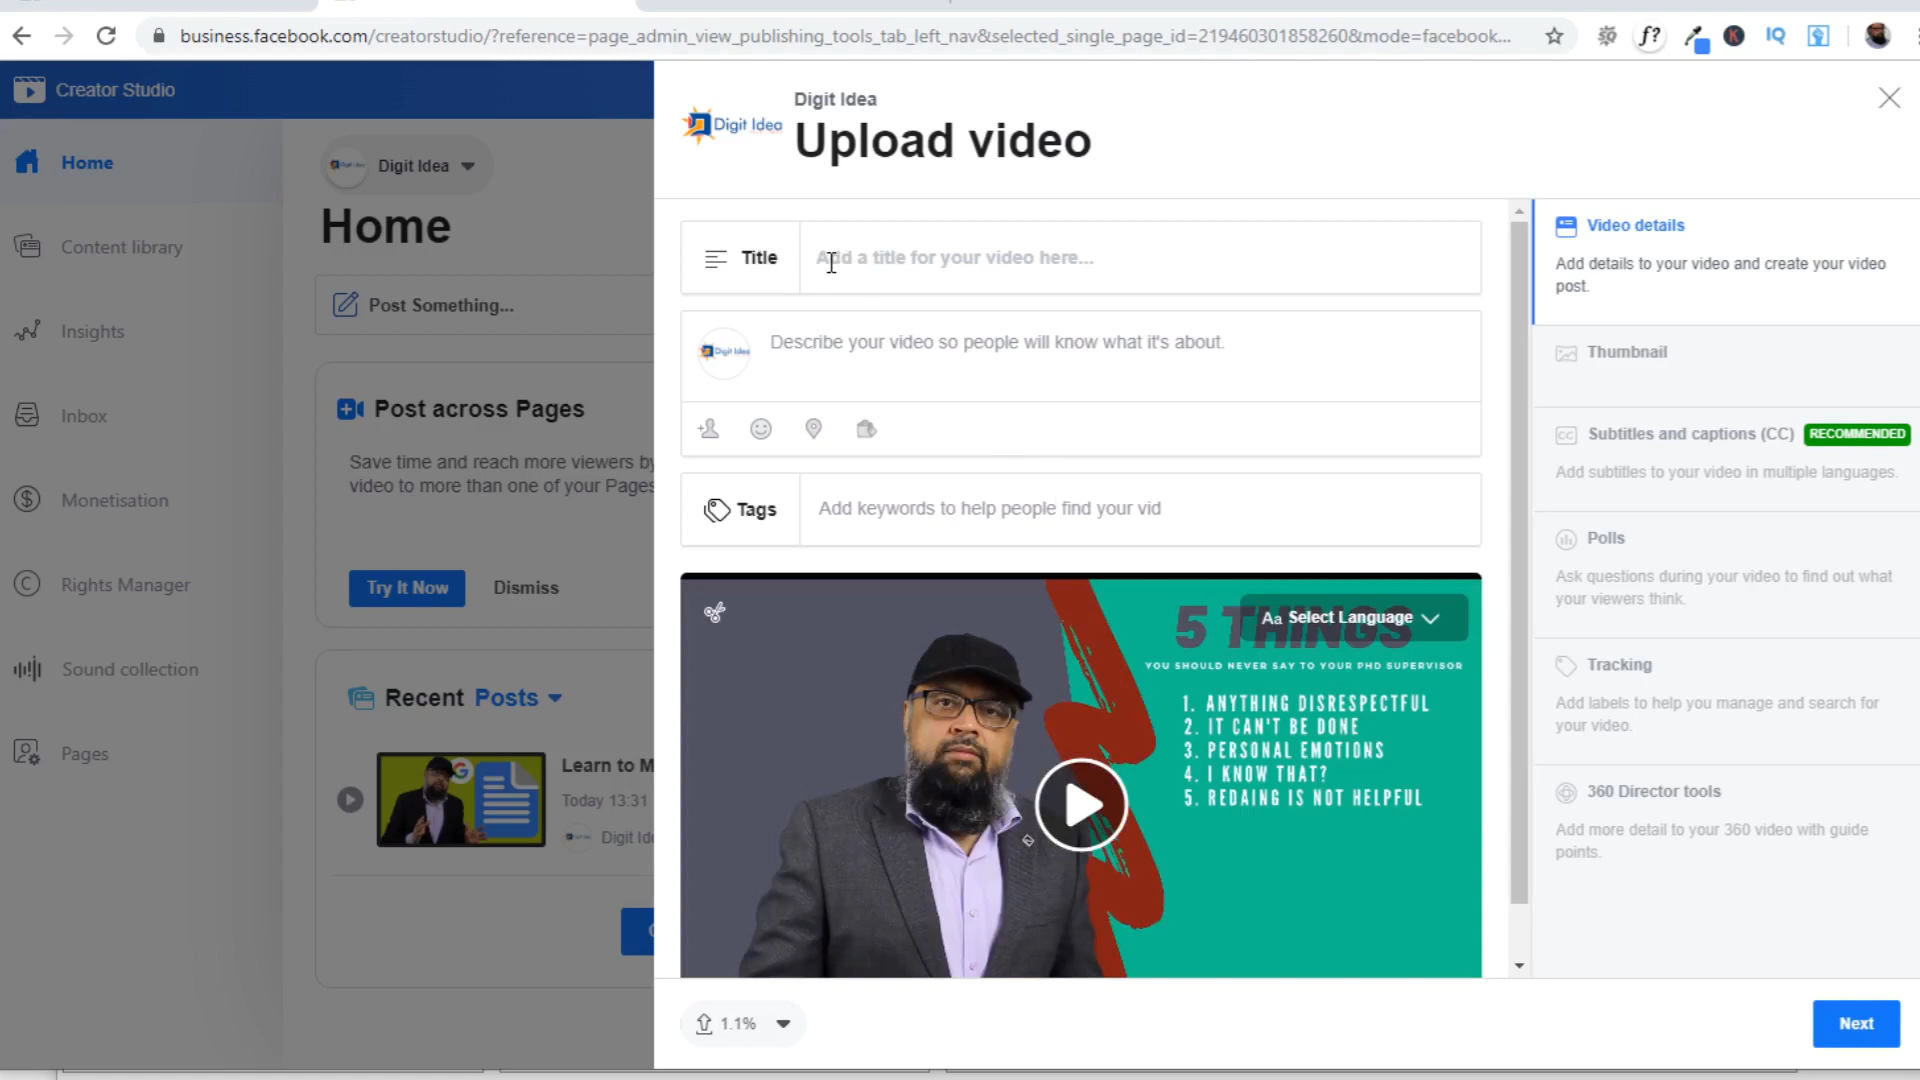 business.facebook.com/creatorstudio/?reference=page_admin_view_publishing_tools_tab_left_nav&selected_single_page_id=219460301858260&mode=facebook...
f?
K
IQ
Creator Studio
Home
Content library
Insights
Inbox
Monetisation
Rights Manager
Sound collection
Pages
Digit Idea
Home
Post Something...
Post across Pages
Save time and reach more viewers by
video to more than one of your Pages
Try It Now
Dismiss
Recent Posts
Learn to M
Today 13:31
Digit Ide
Digit Idea
Digit Idea
Upload video
Title
Add a title for your video here...
Digit Idea
Describe your video so people will know what it's about.
Tags
Add keywords to help people find your vid
Aa Select Language
5 THINGS
YOU SHOULD NEVER SAY TO YOUR PHD SUPERVISOR
1. ANYTHING DISRESPECTFUL
2. IT CAN'T BE DONE
3. PERSONAL EMOTIONS
4. I KNOW THAT?
5. REDAING IS NOT HELPFUL
1.1%
Video details
Add details to your video and create your video
post.
Thumbnail
CC Subtitles and captions (CC) RECOMMENDED
Add subtitles to your video in multiple languages.
Polls
Ask questions during your video to find out what
your viewers think.
Tracking
Add labels to help you manage and search for
your video.
360 Director tools
Add more detail to your 360 video with guide
points.
Next